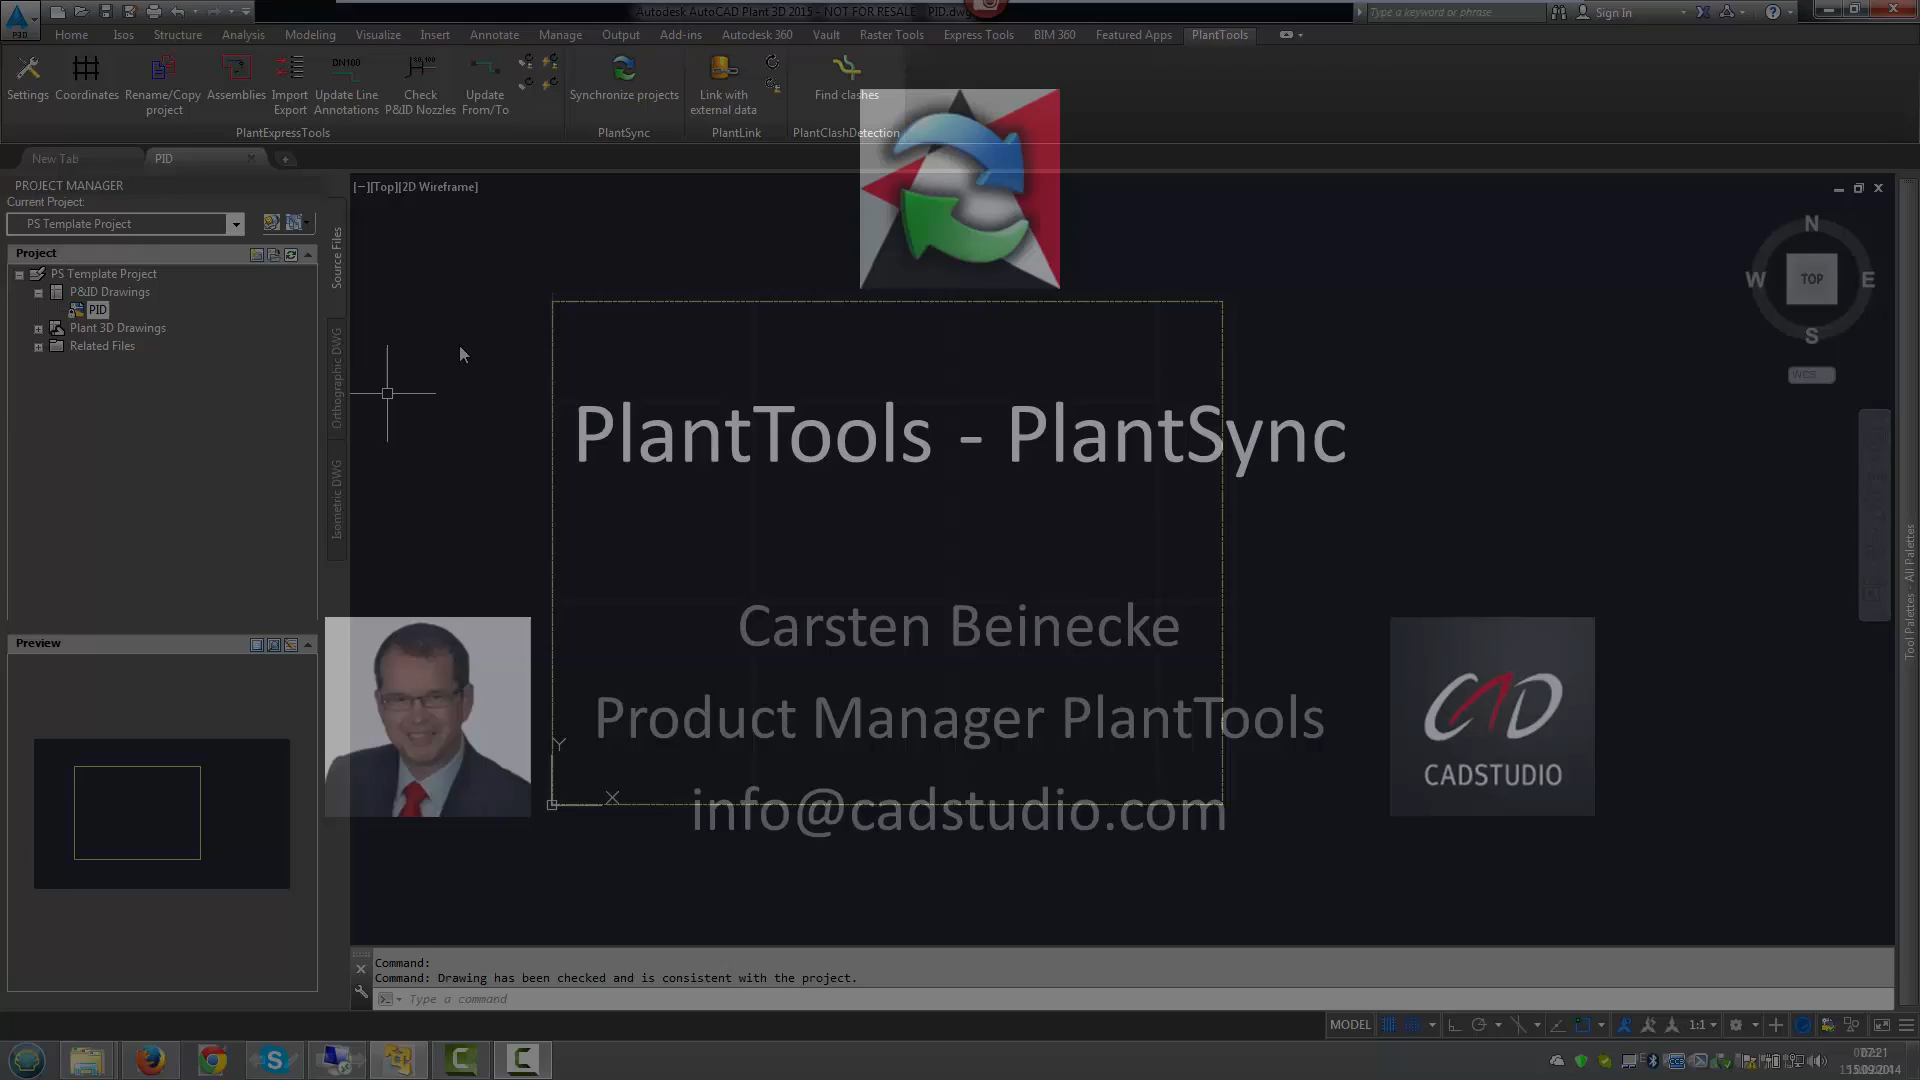 Autodesk AutoCAD Plant 3D 2015 - NOT FOR RESALE PID.dwg
Type a keyword or phrase
Sign In
P3D
Home Isos Structure Analysis Modeling Visualize Insert Annotate Manage Output Add-ins Autodesk 360 Vault Raster Tools Express Tools BIM 360 Featured Apps PlantTools
Settings
Coordinates
Rename/Copy
project
Assemblies
Import
Export
DN100
Update Line
Annotations
Check
P&ID Nozzles
Update
From/To
Synchronize projects
Link with
external data
Find clashes
PlantExpressTools PlantSync PlantLink PlantClashDetection
New Tab PID
PROJECT MANAGER
Current Project:
PS Template Project
Project
PS Template Project
P&ID Drawings
PID
Plant 3D Drawings
Related Files
Source Files
Orthographic DWG
Isometric DWG
[−][Top][2D Wireframe]
N
W TOP E
S
WCS
PlantTools - PlantSync
Carsten Beinecke
Product Manager PlantTools
info@cadstudio.com
Y
X
CAD
CADSTUDIO
Tool Palettes - All Palettes
Preview
Command:
Command: Drawing has been checked and is consistent with the project.
Type a command
MODEL 1:1